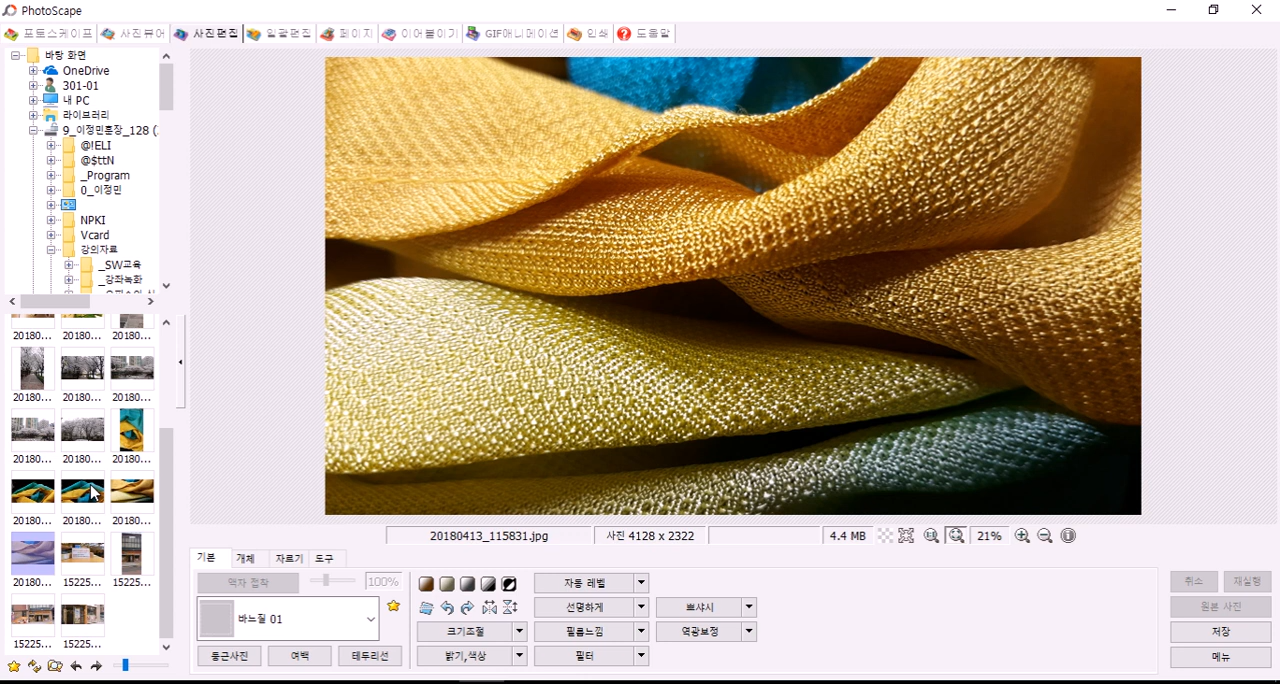 PhotoScape
포토스케이프 사진뷰어 사진편집 일괄편집 페이지 이어붙이기 GIF애니메이션 인쇄 도움말
바탕 화면
OneDrive
301-01
내 PC
라이브러리
9_이정민훈장_128 (
@!ELI
@$ttN
_Program
0_이정민
NPKI
Vcard
강의자료
_SW교육
_강좌녹화
20180... 20180... 20180...
20180... 20180... 20180...
20180... 20180... 20180...
20180... 20180... 20180...
20180... 15225... 15225...
15225... 15225...
20180413_115831.jpg 사진 4128 x 2322 4.4 MB 21%
기본 개체 자르기 도구
액자 첩착 100%
바느질 01
둥근사진 여백 테두리선
자동 레벨
선명하게 뽀샤시
크기조절 필름느낌 역광보정
밝기,색상 필터
취소 재실행
원본 사진
저장
메뉴